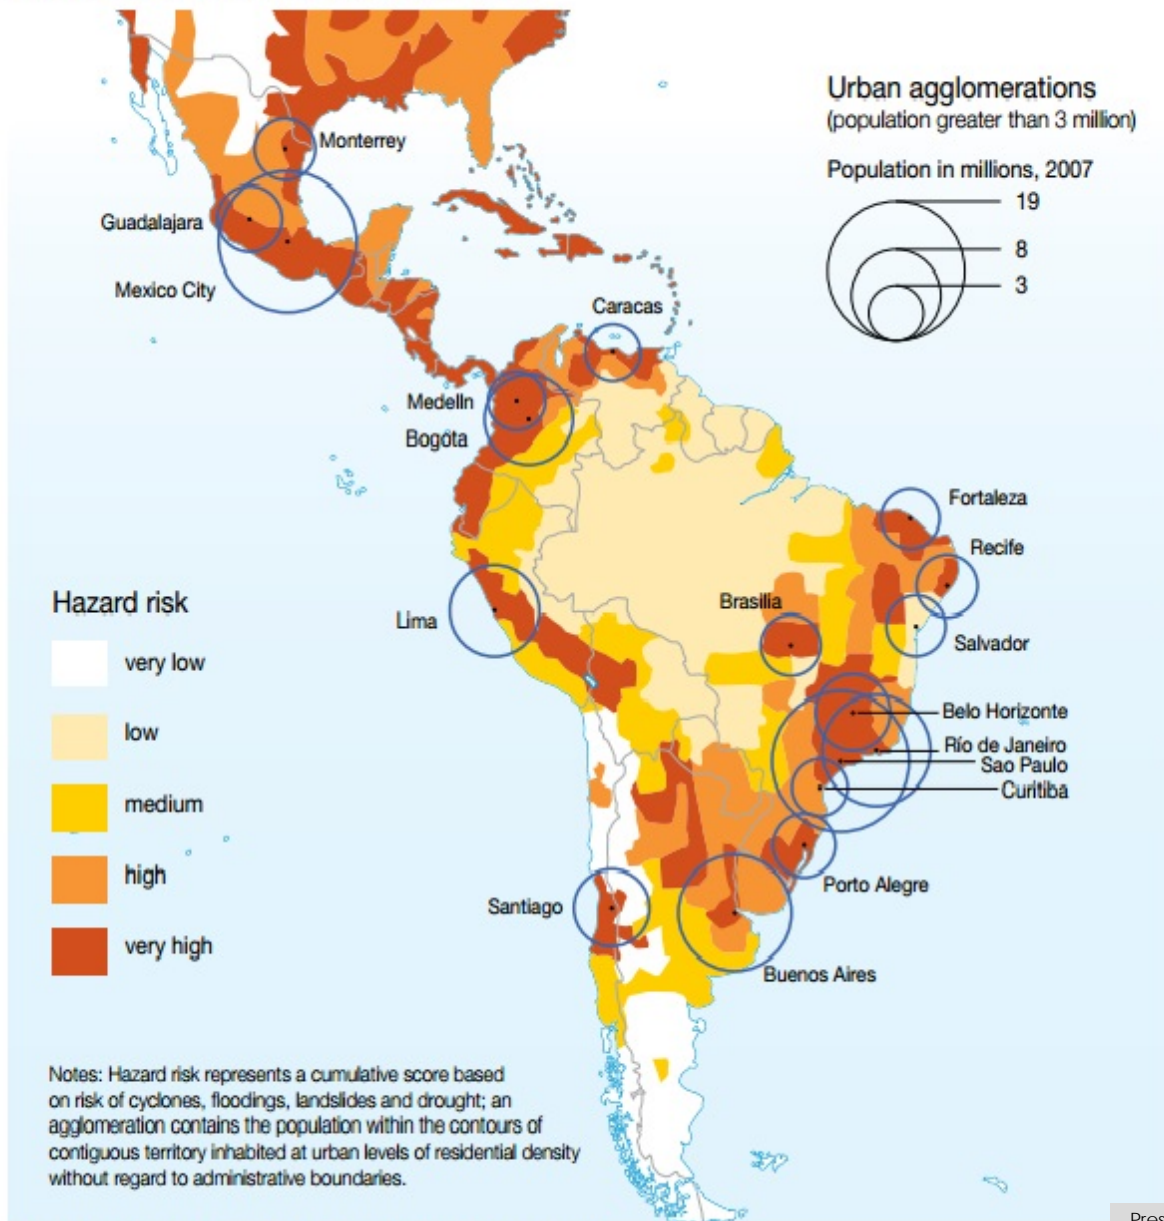 Urban agglomerations
(population greater than 3 million)
Population in millions, 2007
19
8
3
Monterrey
Guadalajara
Mexico City
Caracas
Medelln
Bogóta
Fortaleza
Recife
Brasilia
Lima
Salvador
Belo Horizonte
Río de Janeiro
Sao Paulo
Curitiba
Porto Alegre
Santiago
Buenos Aires
Hazard risk
very low
low
medium
high
very high
Notes: Hazard risk represents a cumulative score based
on risk of cyclones, floodings, landslides and drought; an
agglomeration contains the population within the contours of
contiguous territory inhabited at urban levels of residential density
without regard to administrative boundaries.